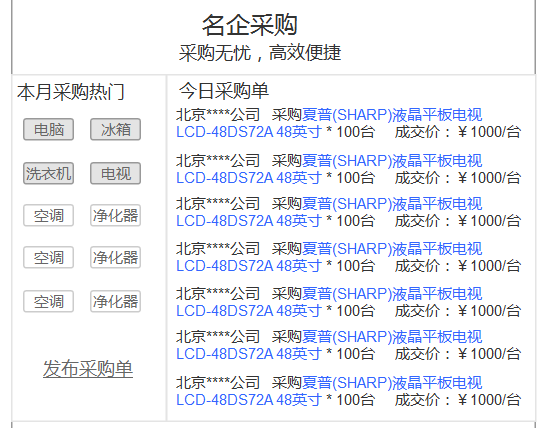 名企采购
采购无忧，高效便捷
本月采购热门
电脑 冰箱
洗衣机 电视
空调 净化器
空调 净化器
空调 净化器
发布采购单
今日采购单
北京****公司 采购夏普(SHARP)液晶平板电视
LCD-48DS72A 48英寸 * 100台 成交价：￥1000/台
北京****公司 采购夏普(SHARP)液晶平板电视
LCD-48DS72A 48英寸 * 100台 成交价：￥1000/台
北京****公司 采购夏普(SHARP)液晶平板电视
LCD-48DS72A 48英寸 * 100台 成交价：￥1000/台
北京****公司 采购夏普(SHARP)液晶平板电视
LCD-48DS72A 48英寸 * 100台 成交价：￥1000/台
北京****公司 采购夏普(SHARP)液晶平板电视
LCD-48DS72A 48英寸 * 100台 成交价：￥1000/台
北京****公司 采购夏普(SHARP)液晶平板电视
LCD-48DS72A 48英寸 * 100台 成交价：￥1000/台
北京****公司 采购夏普(SHARP)液晶平板电视
LCD-48DS72A 48英寸 * 100台 成交价：￥1000/台